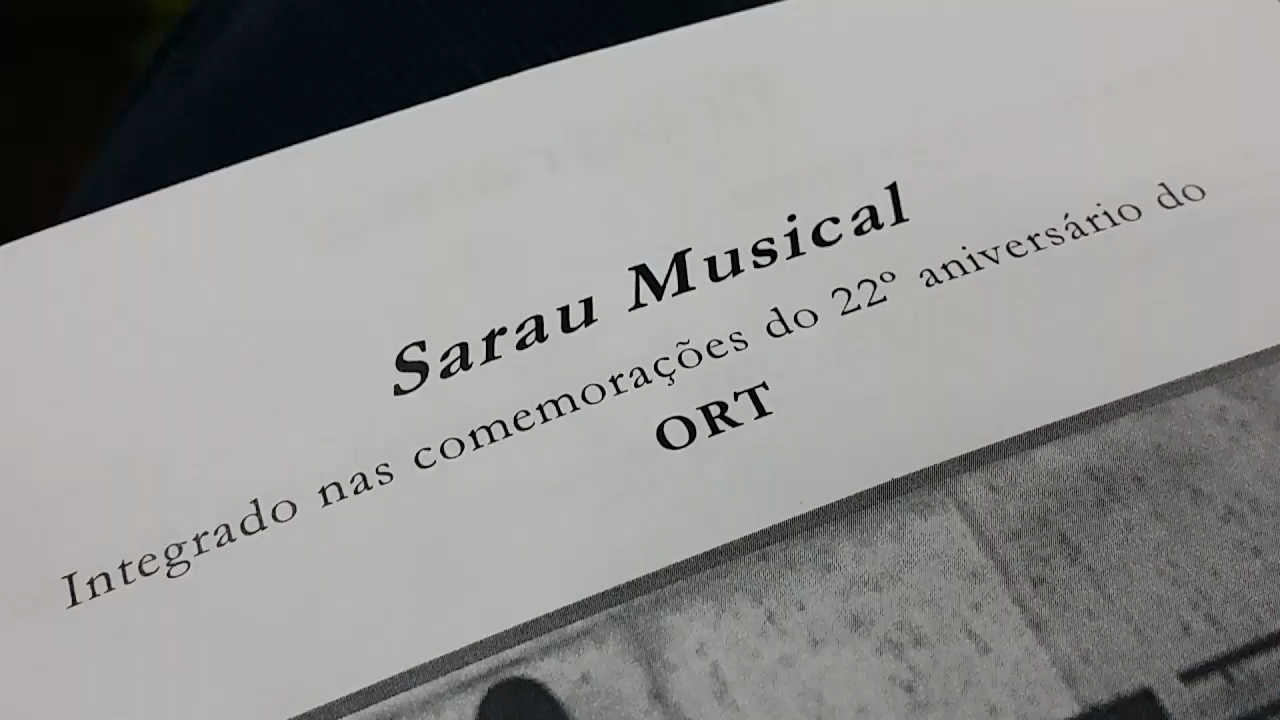 Sarau Musical
Integrado nas comemorações do 22º aniversário do
ORT